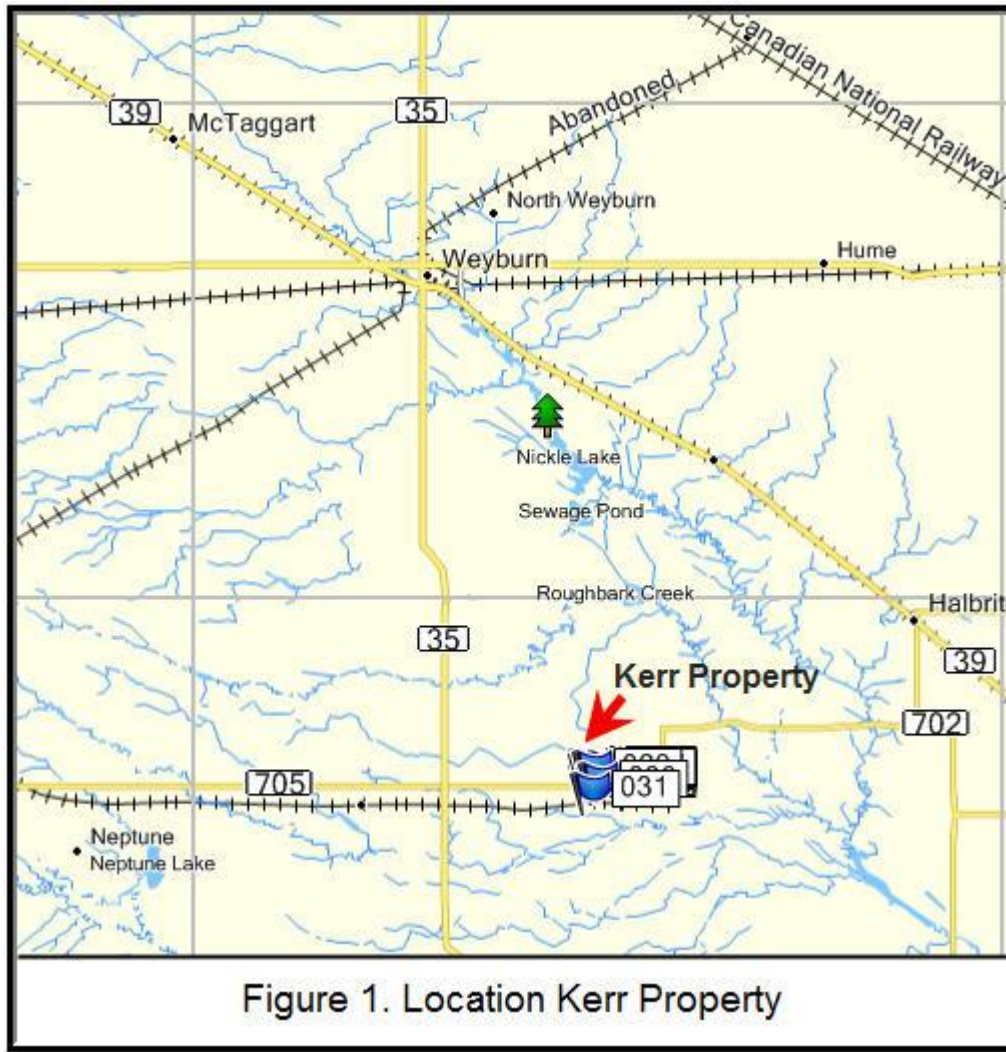 Canadian National Railway
Abandoned
39
35
McTaggart
North Weyburn
Weyburn
Hume
Nickle Lake
Sewage Pond
Roughbark Creek
Halbrit
35
39
Kerr Property
702
705
031
Neptune
Neptune Lake
Figure 1. Location Kerr Property